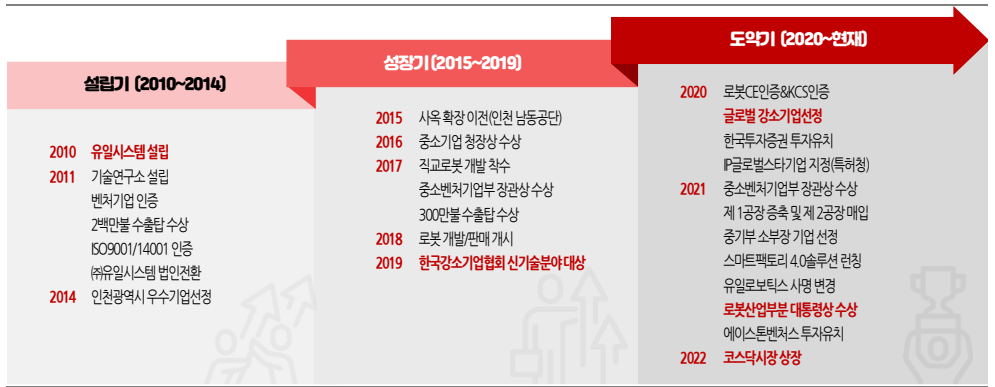 설립기 (2010~2014)
2010 유일시스템 설립
2011 기술연구소 설립
벤처기업 인증
2백만불 수출탑 수상
ISO9001/14001 인증
㈜유일시스템 법인전환
2014 인천광역시 우수기업선정
성장기 (2015~2019)
2015 사옥 확장 이전(인천 남동공단)
2016 중소기업 청장상 수상
2017 직교로봇 개발 착수
중소벤처기업부 장관상 수상
300만불 수출탑 수상
2018 로봇 개발/판매 개시
2019 한국강소기업협회 신기술분야 대상
도약기 (2020~현재)
2020 로봇CE인증&KCS인증
글로벌 강소기업선정
한국투자증권 투자유치
IP글로벌스타기업 지정(특허청)
2021 중소벤처기업부 장관상 수상
제 1공장 증축 및 제 2공장 매입
중기부 소부장 기업 선정
스마트팩토리 4.0솔루션 런칭
유일로보틱스 사명 변경
로봇산업부분 대통령상 수상
에이스톤벤처스 투자유치
2022 코스닥시장 상장